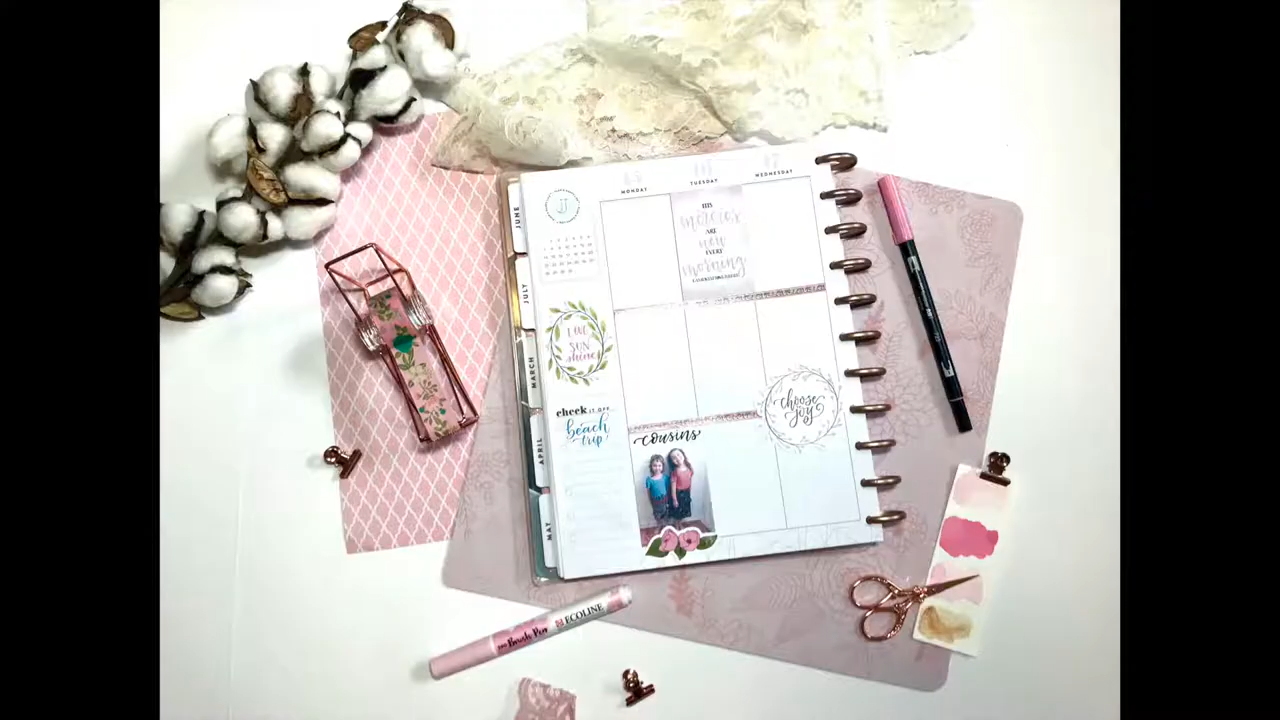 MONDAY
TUESDAY
WEDNESDAY
JUNE
JULY
MARCH
APRIL
MAY
JJ
HIS
mercies
ARE
new
EVERY
morning
LIVE
SUN
shine
check IT OFF
beach
trip
choose
joy
cousins
Brush Pen
ECOLINE